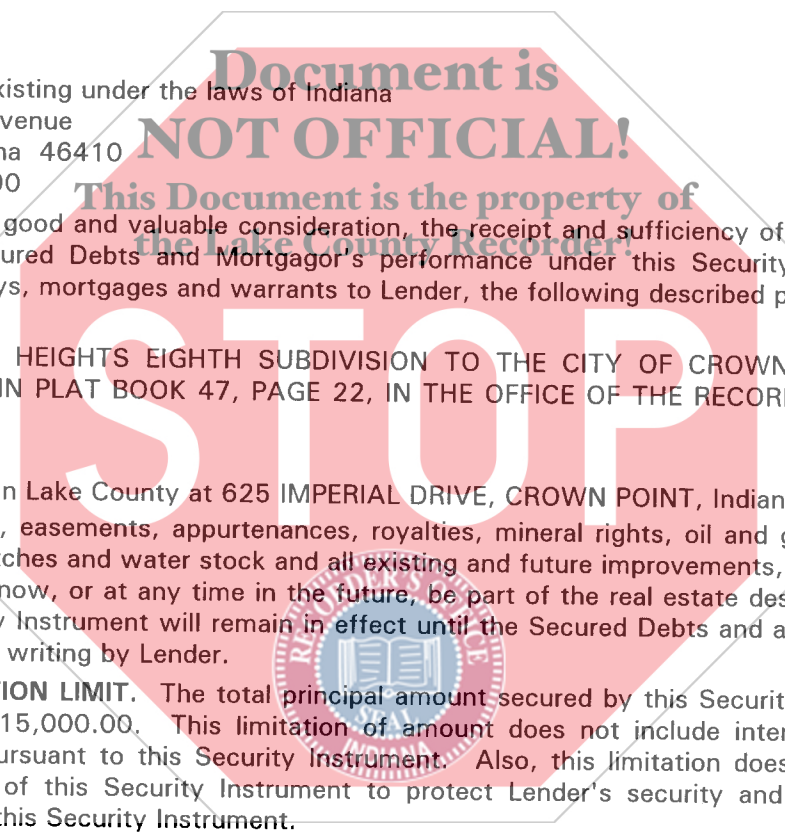 Document is
xisting under the laws of Indiana
venue
NOT OFFICIAL!
na 46410
00
This Document is the property of
good and valuable consideration, the receipt and sufficiency of
the Lake County Recorder!
ured Debts and Mortgagor's performance under this Security
ys, mortgages and warrants to Lender, the following described p
HEIGHTS EIGHTH SUBDIVISION TO THE CITY OF CROWN
IN PLAT BOOK 47, PAGE 22, IN THE OFFICE OF THE RECOR
STOP
n Lake County at 625 IMPERIAL DRIVE, CROWN POINT, Indian
, easements, appurtenances, royalties, mineral rights, oil and g
tches and water stock and all existing and future improvements,
now, or at any time in the future, be part of the real estate des
y Instrument will remain in effect until the Secured Debts and a
writing by Lender.
RECORDER'S OFFICE
SEAL
INDIANA
TION LIMIT. The total principal amount secured by this Securit
15,000.00. This limitation of amount does not include inter
ursuant to this Security Instrument. Also, this limitation does
of this Security Instrument to protect Lender's security and
this Security Instrument.